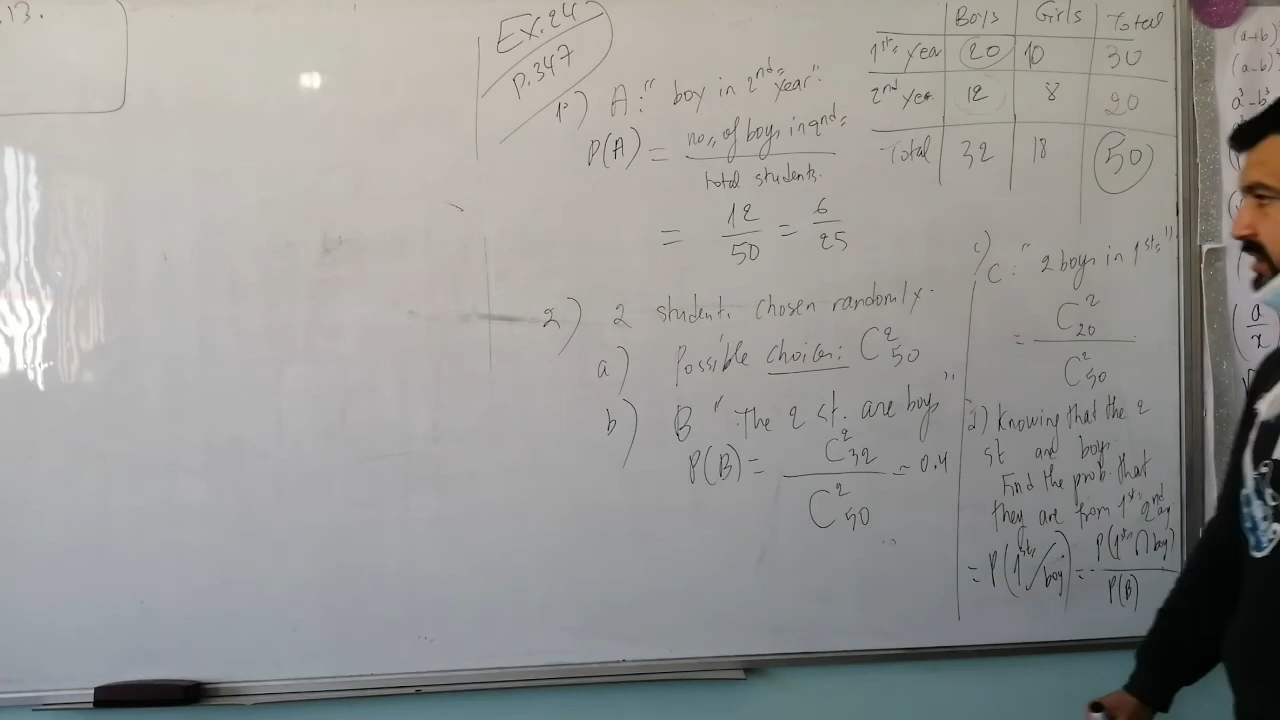 .13.
Ex.24
p.347
Boys Girls Total
1st year 20 10 30
2nd yea 12 8 20
Total 32 18 50
1°) A: " boy in 2nd year".
P(A) = no. of boys in 2nd
total students.
= 12/50 = 6/25
2) 2 students chosen randomly.
a) Possible choices: C²50
b) B " the 2 st. are boys"
P(B) = C²32 / C²50 = 0.4
c)
C: " 2 boys in 1st"
= C²20 / C²50
d) Knowing that the 2
st are boys.
Find the prob. that
they are from 1st
= P(1st/boy) = P(1st ∩ boy) / P(B)
(a+b)
(a-b)
a³-b³
a/x